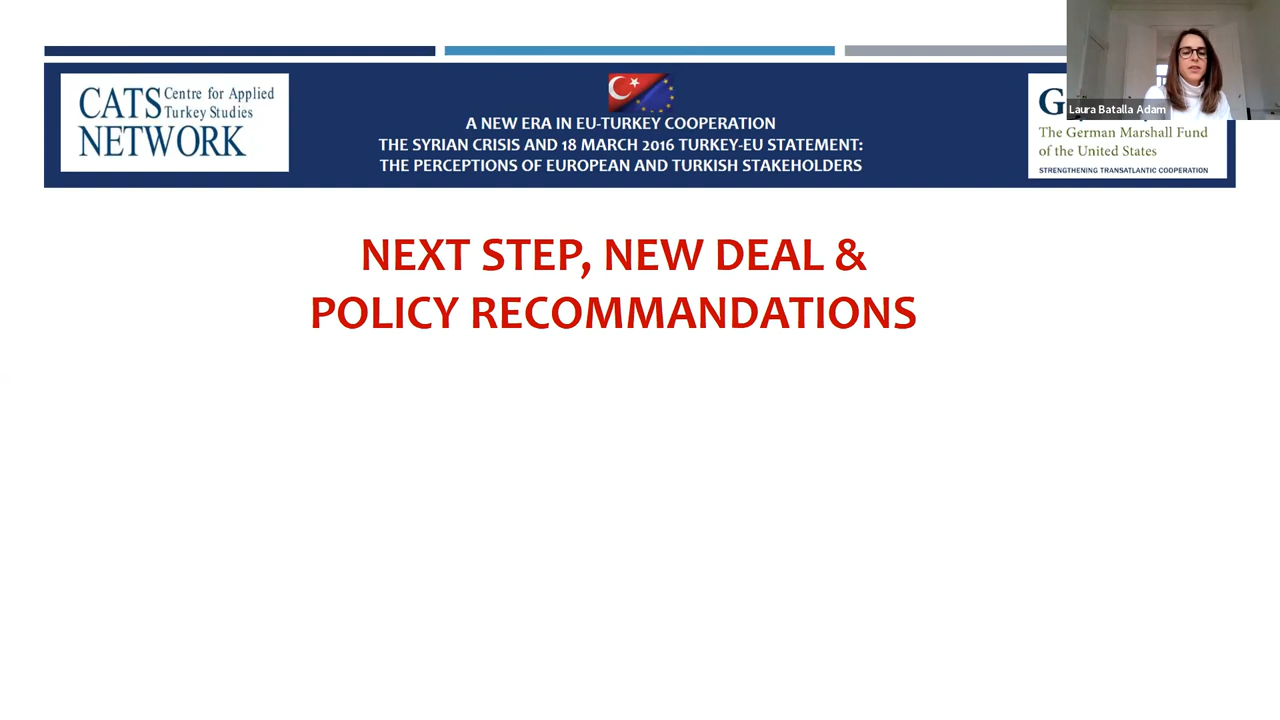 CATS Centre for Applied
Turkey Studies
NETWORK
A NEW ERA IN EU-TURKEY COOPERATION
THE SYRIAN CRISIS AND 18 MARCH 2016 TURKEY-EU STATEMENT:
THE PERCEPTIONS OF EUROPEAN AND TURKISH STAKEHOLDERS
G
Laura Batalla Adam
The German Marshall Fund
of the United States
STRENGTHENING TRANSATLANTIC COOPERATION
NEXT STEP, NEW DEAL &
POLICY RECOMMANDATIONS